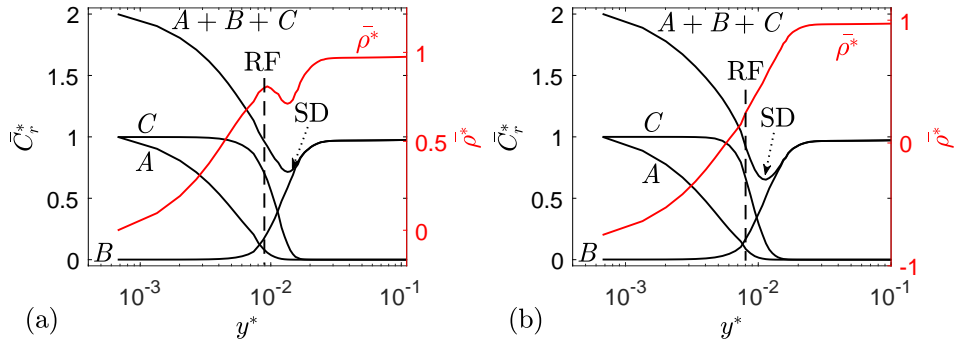 A + B + C
ρ̄*
RF
SD
C
A
B
2
1.5
1
0.5
0
C̄ᵣ*
1
0.5
0
ρ̄*
10⁻³ 10⁻² 10⁻¹
y*
(a)
A + B + C
ρ̄*
RF
SD
C
A
B
2
1.5
1
0.5
0
C̄ᵣ*
1
0
-1
ρ̄*
10⁻³ 10⁻² 10⁻¹
y*
(b)